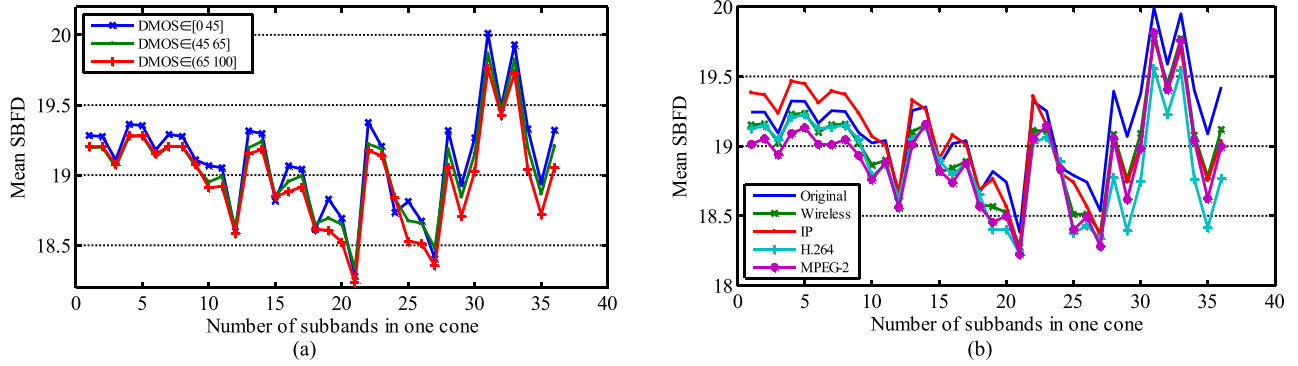 (a)
DMOS∈[0 45]
DMOS∈(45 65]
DMOS∈(65 100]
Mean SBFD
20
19.5
19
18.5
0 5 10 15 20 25 30 35 40
Number of subbands in one cone
(a)
(b)
Original
Wireless
IP
H.264
MPEG-2
Mean SBFD
20
19.5
19
18.5
18
0 5 10 15 20 25 30 35 40
Number of subbands in one cone
(b)